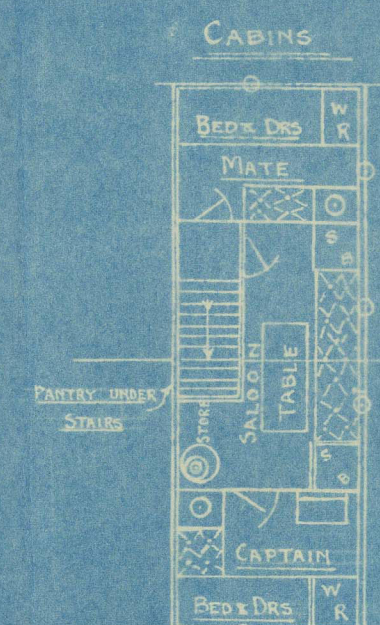 CABINS
BED & DRS
W
R
MATE
S
B
SALOON
TABLE
PANTRY UNDER
STAIRS
STORE
S
B
CAPTAIN
BED & DRS
W
R